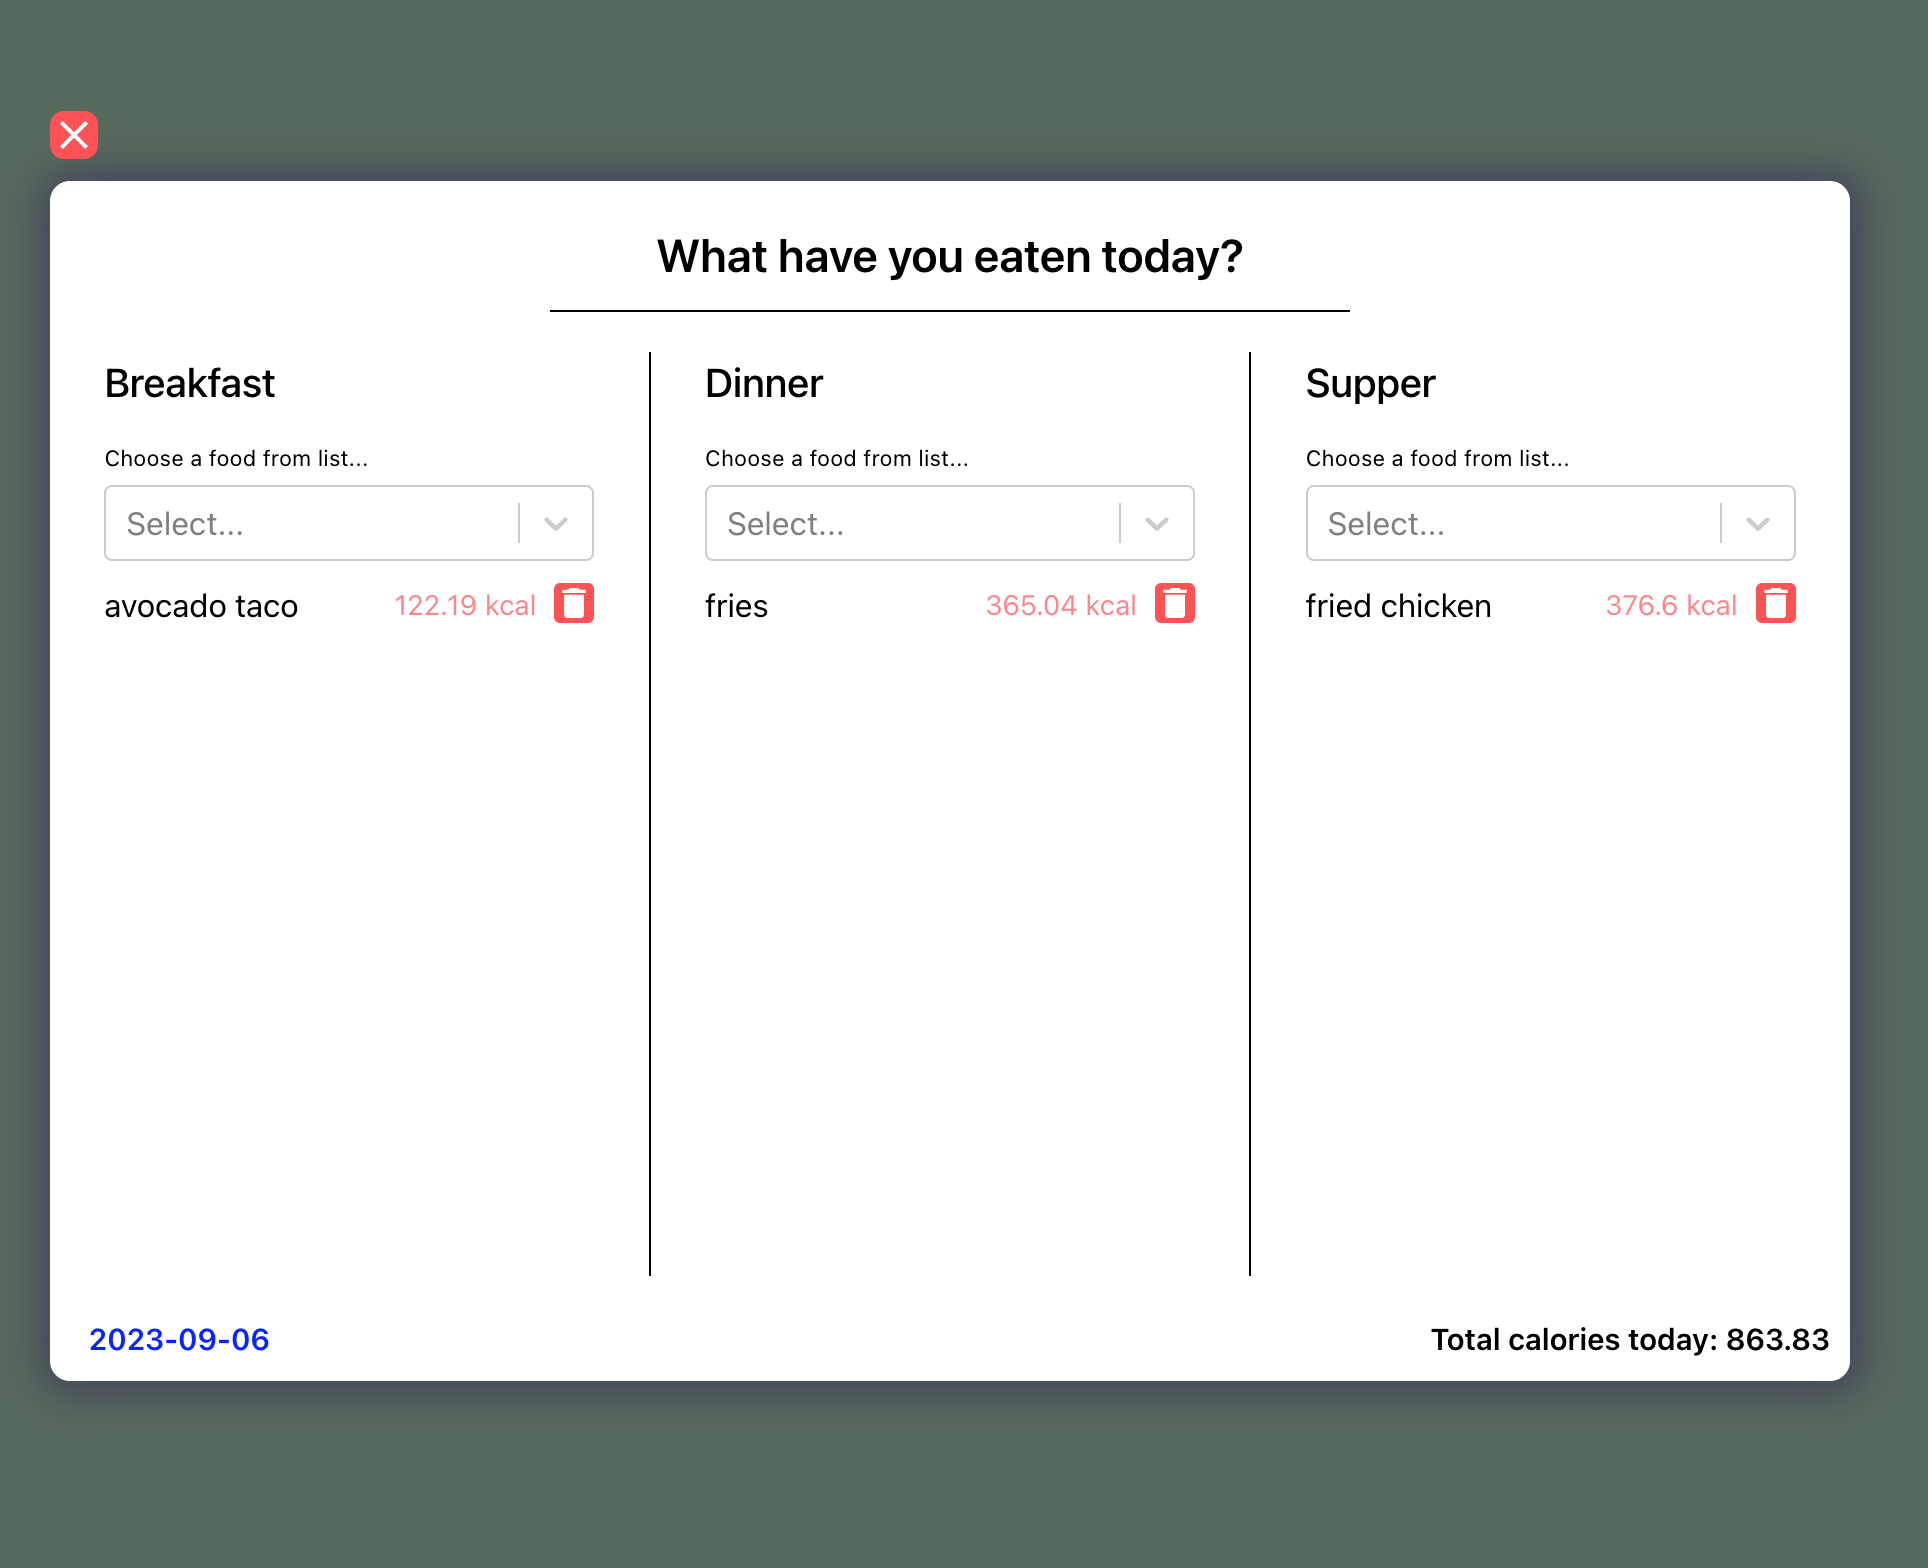 What have you eaten today?
Breakfast
Choose a food from list...
Select...
avocado taco 122.19 kcal
Dinner
Choose a food from list...
Select...
fries 365.04 kcal
Supper
Choose a food from list...
Select...
fried chicken 376.6 kcal
2023-09-06
Total calories today: 863.83